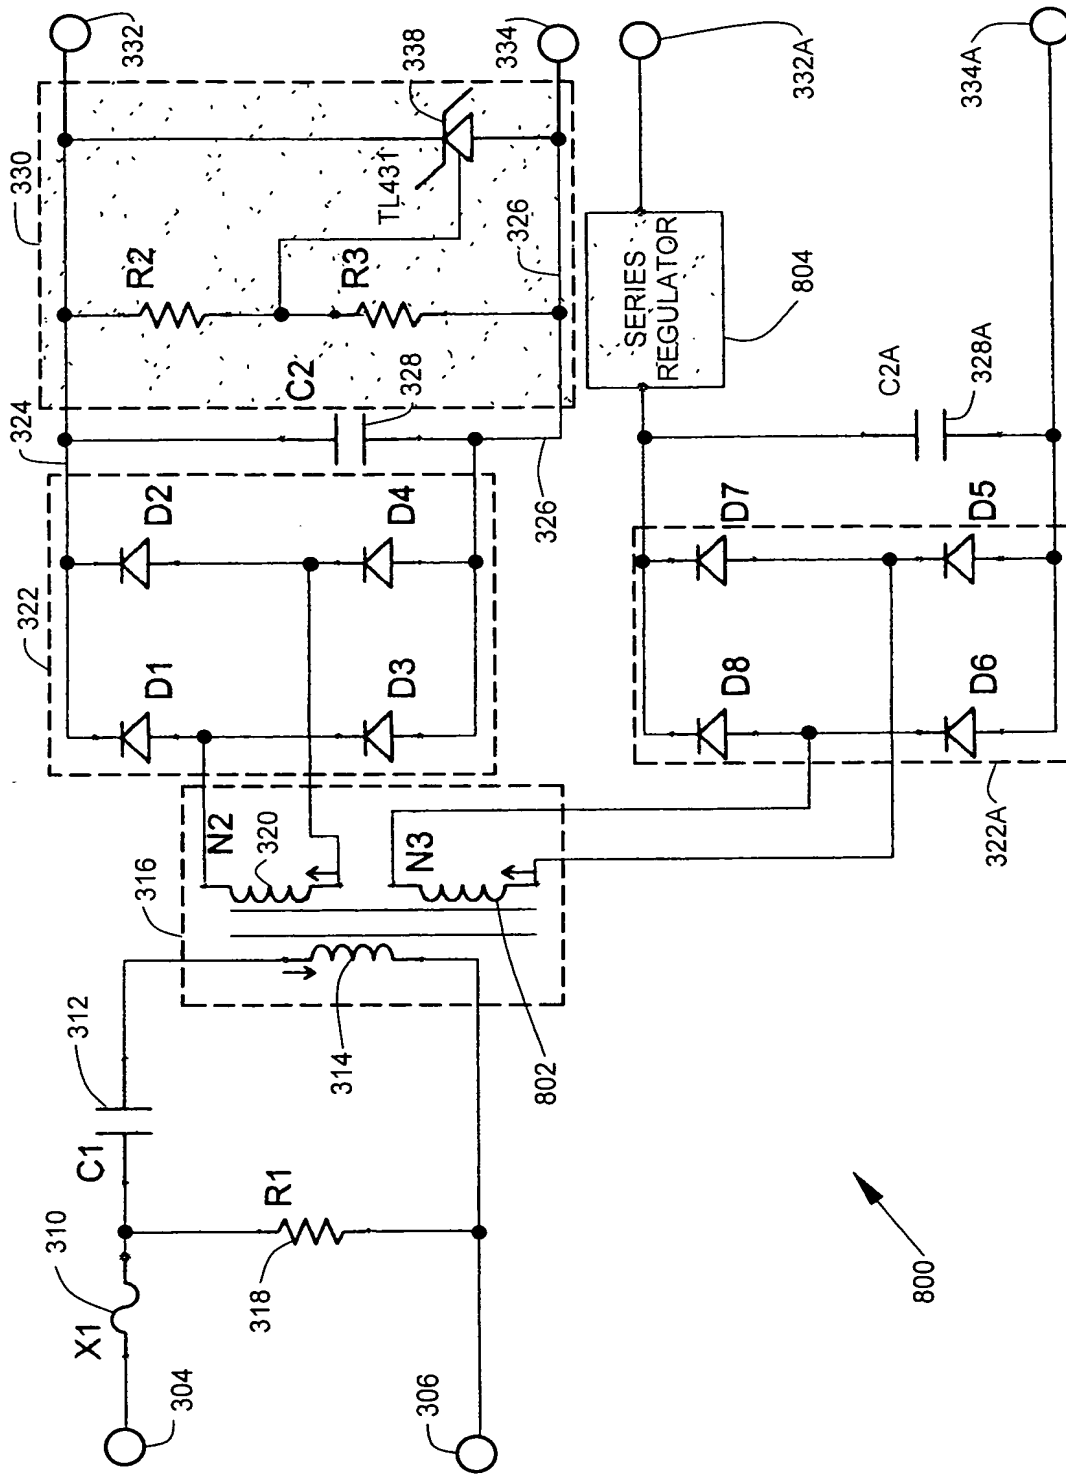 304
X1
310
C1
312
R1
318
306
316
314
N2
320
N3
802
322
D1
D2
D3
D4
324
C2
328
326
330
R2
R3
TL431
338
326
332
334
D8
D7
D6
D5
322A
C2A
328A
SERIES
REGULATOR
804
332A
334A
800